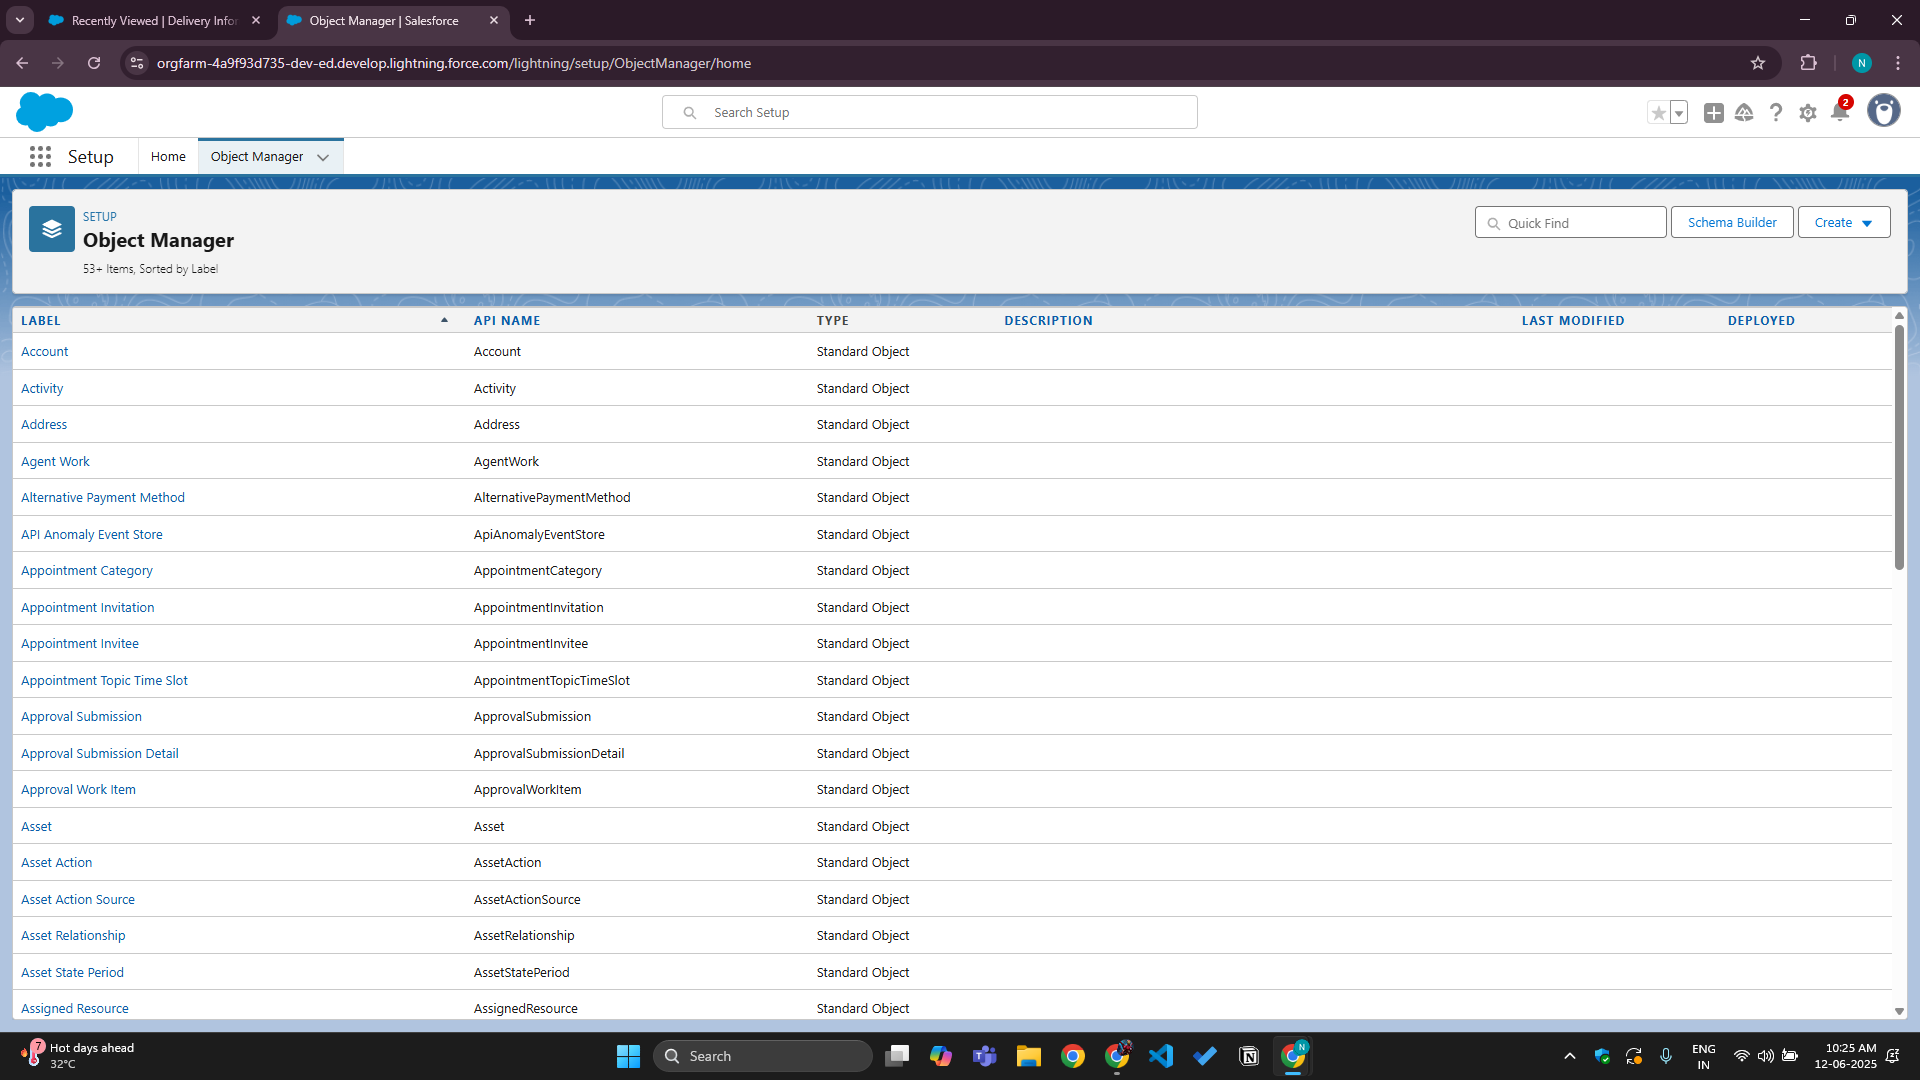 Recently Viewed | Delivery Infor
Object Manager | Salesforce
orgfarm-4a9f93d735-dev-ed.develop.lightning.force.com/lightning/setup/ObjectManager/home
N
Search Setup
2
Setup
Home
Object Manager
SETUP
Object Manager
53+ Items, Sorted by Label
Quick Find
Schema Builder
Create
LABEL API NAME TYPE DESCRIPTION LAST MODIFIED DEPLOYED
Account Account Standard Object
Activity Activity Standard Object
Address Address Standard Object
Agent Work AgentWork Standard Object
Alternative Payment Method AlternativePaymentMethod Standard Object
API Anomaly Event Store ApiAnomalyEventStore Standard Object
Appointment Category AppointmentCategory Standard Object
Appointment Invitation AppointmentInvitation Standard Object
Appointment Invitee AppointmentInvitee Standard Object
Appointment Topic Time Slot AppointmentTopicTimeSlot Standard Object
Approval Submission ApprovalSubmission Standard Object
Approval Submission Detail ApprovalSubmissionDetail Standard Object
Approval Work Item ApprovalWorkItem Standard Object
Asset Asset Standard Object
Asset Action AssetAction Standard Object
Asset Action Source AssetActionSource Standard Object
Asset Relationship AssetRelationship Standard Object
Asset State Period AssetStatePeriod Standard Object
Assigned Resource AssignedResource Standard Object
7
Hot days ahead
32°C
Search
N
ENG
IN
10:25 AM
12-06-2025